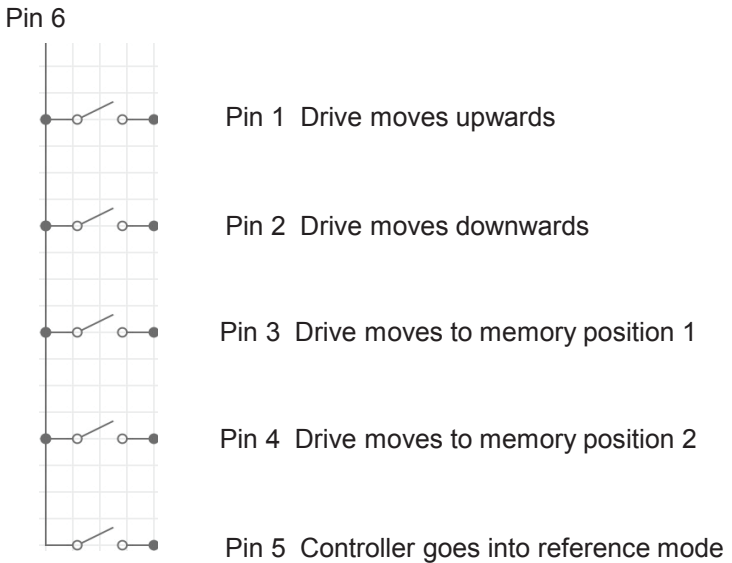 Pin 6
Pin 1 Drive moves upwards
Pin 2 Drive moves downwards
Pin 3 Drive moves to memory position 1
Pin 4 Drive moves to memory position 2
Pin 5 Controller goes into reference mode